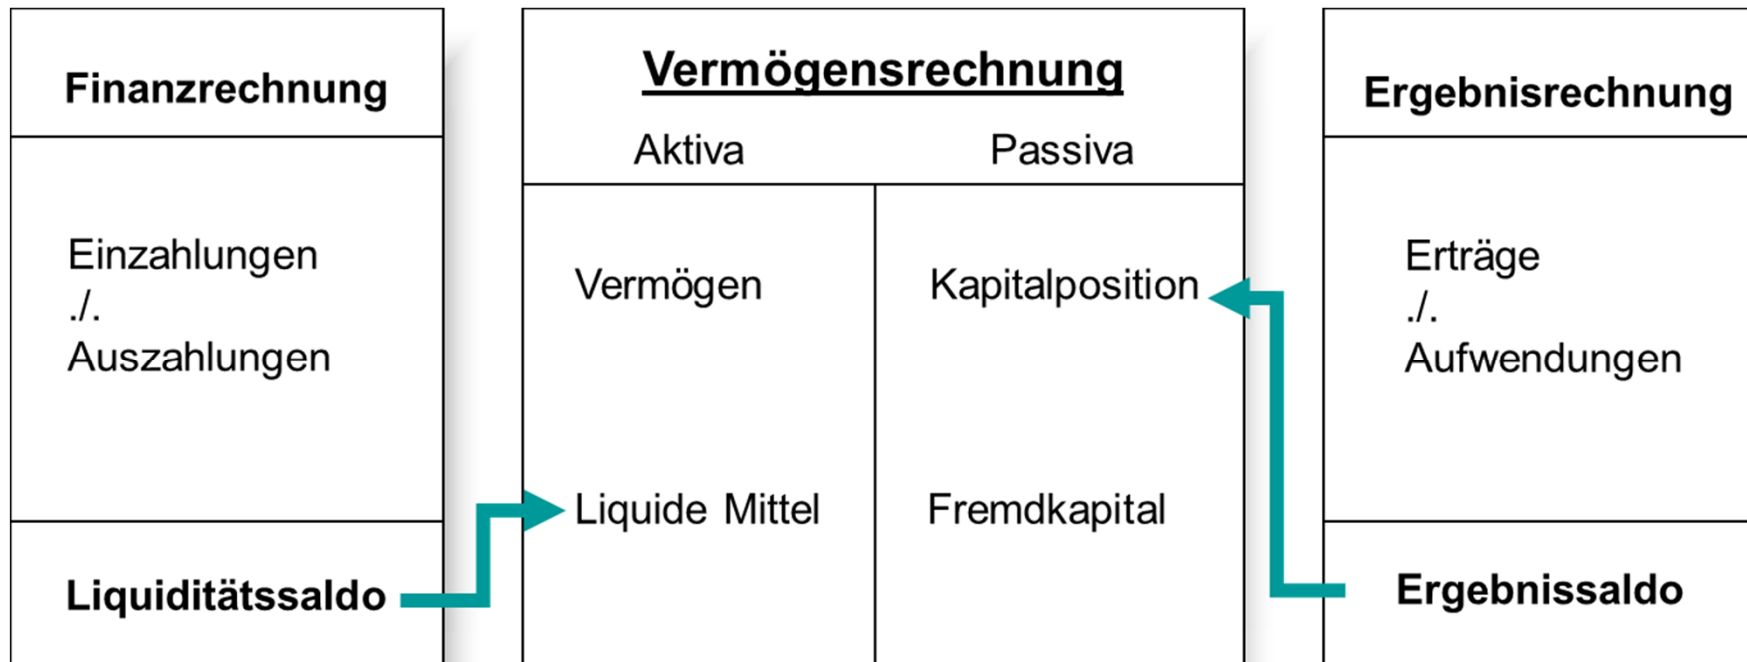 Finanzrechnung
Einzahlungen
./.
Auszahlungen
Liquiditätssaldo
Vermögensrechnung
Aktiva Passiva
Vermögen Kapitalposition
Liquide Mittel Fremdkapital
Ergebnisrechnung
Erträge
./.
Aufwendungen
Ergebnissaldo